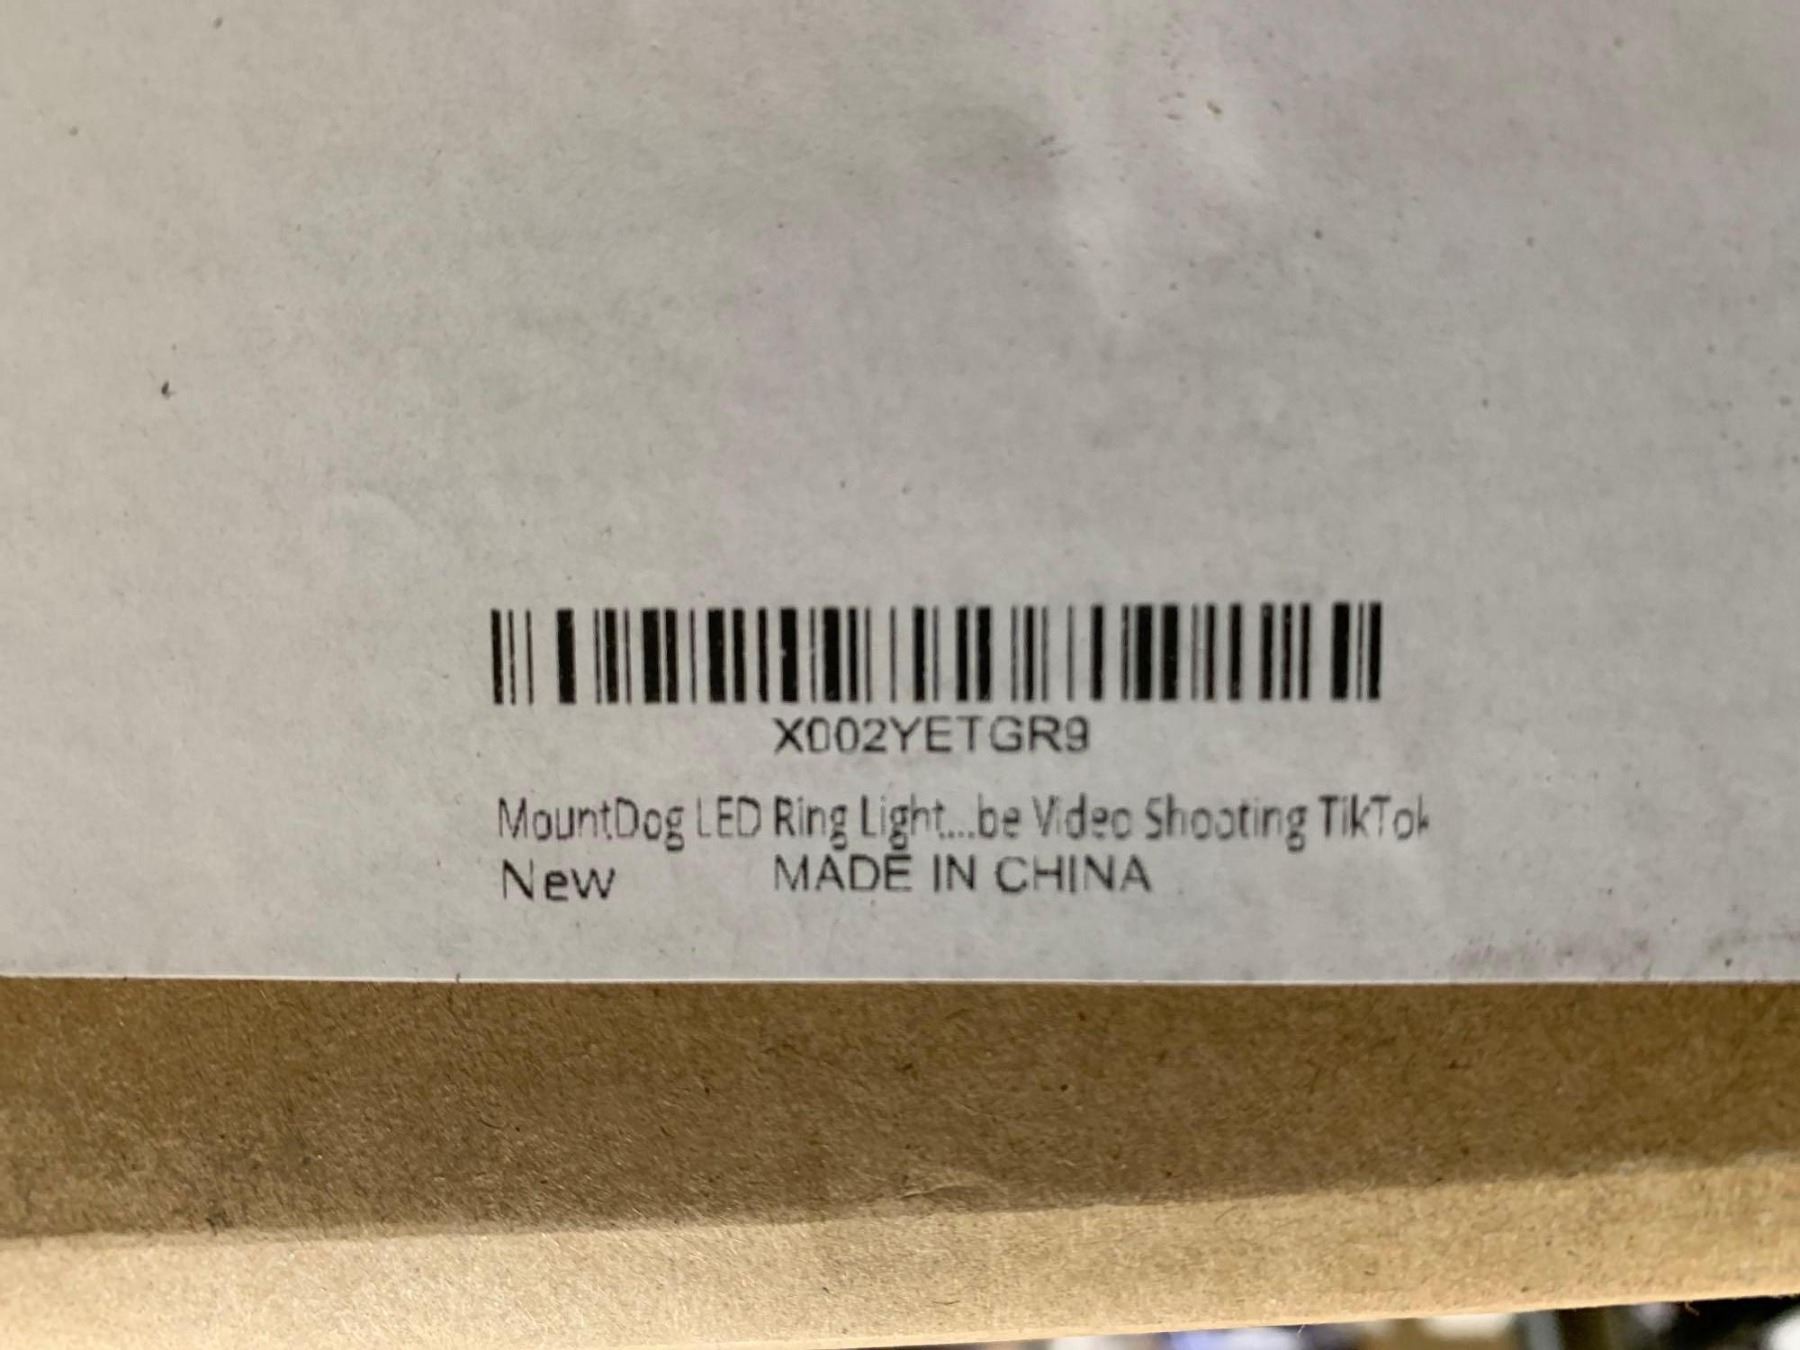 X002YETGR9
MountDog LED Ring Light...be Video Shooting TikTok
New MADE IN CHINA